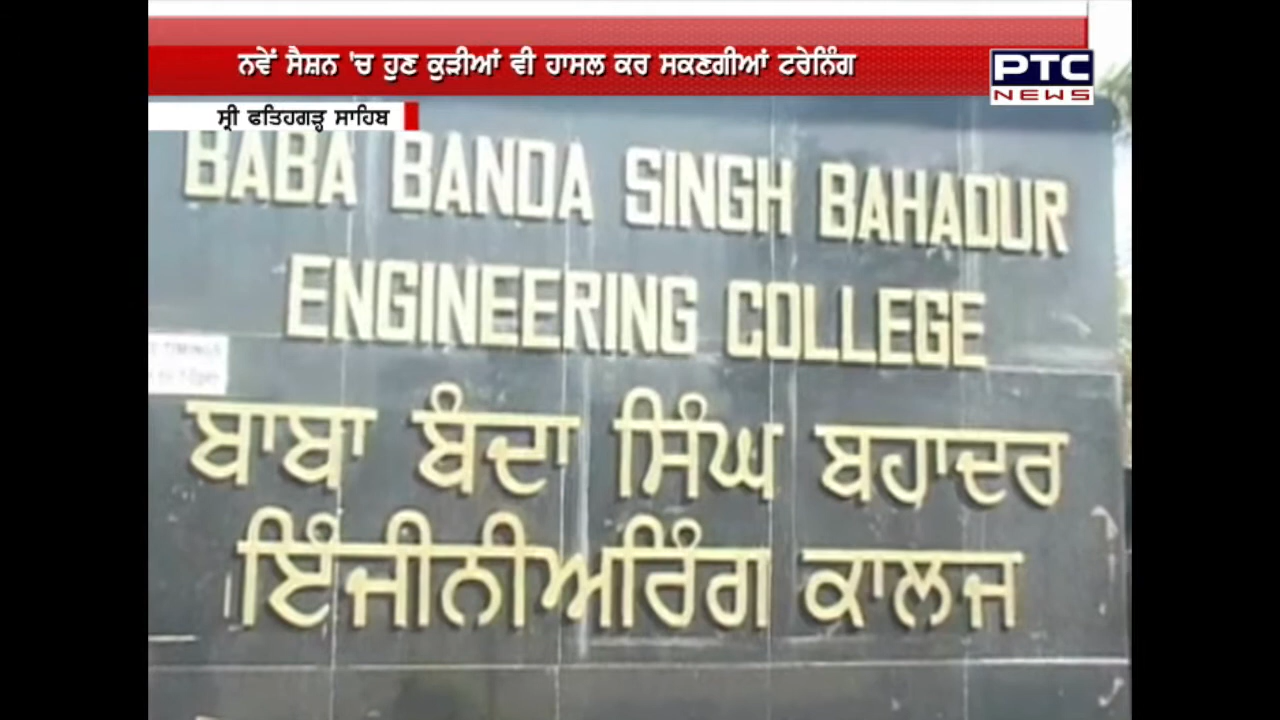 ਨਵੇਂ ਸੈਸ਼ਨ 'ਚ ਹੁਣ ਕੁੜੀਆਂ ਵੀ ਹਾਸਲ ਕਰ ਸਕਣਗੀਆਂ ਟਰੇਨਿੰਗ
PTC
NEWS
ਸ੍ਰੀ ਫਤਿਹਗੜ੍ਹ ਸਾਹਿਬ
BABA BANDA SINGH BAHADUR
ENGINEERING COLLEGE
ਬਾਬਾ ਬੰਦਾ ਸਿੰਘ ਬਹਾਦਰ
ਇੰਜੀਨੀਅਰਿੰਗ ਕਾਲਜ